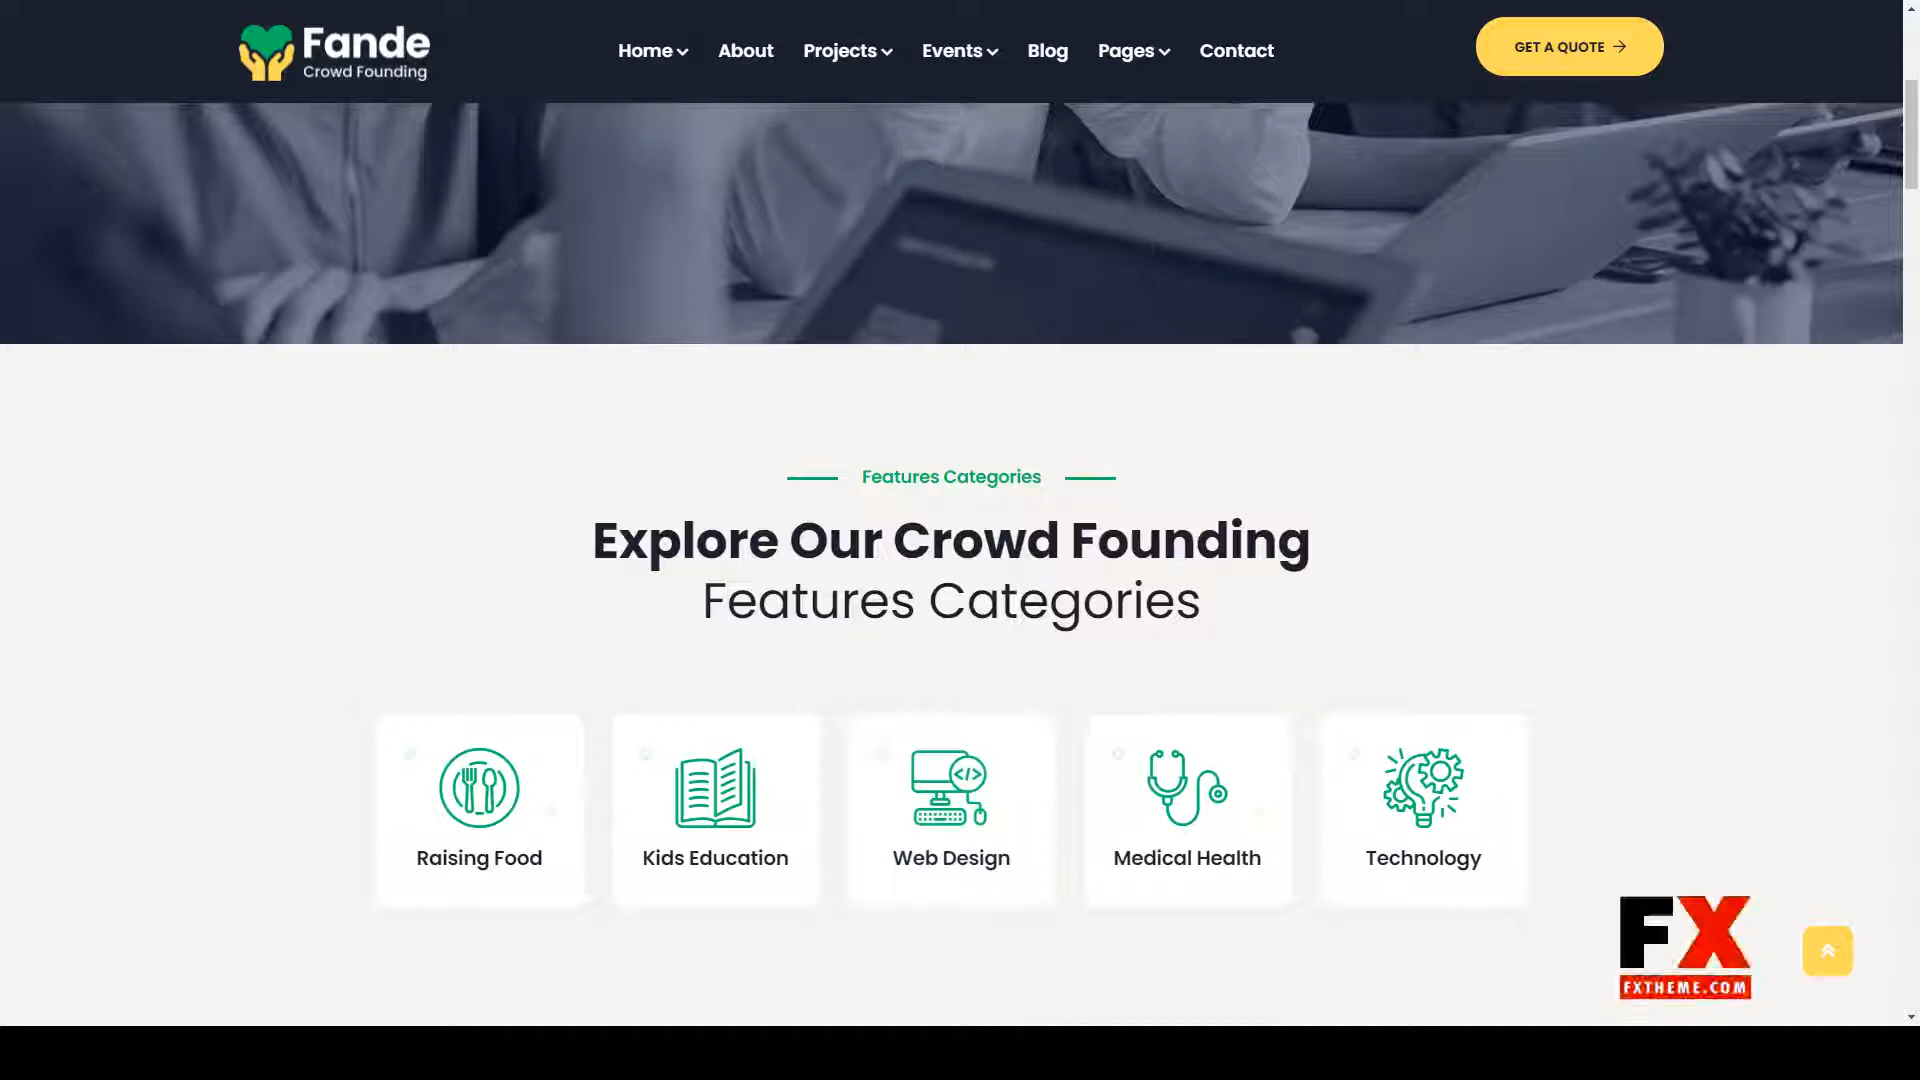 Fande
Crowd Founding
Home
About
Projects
Events
Blog
Pages
Contact
GET A QUOTE
Features Categories
Explore Our Crowd Founding
Features Categories
Raising Food
Kids Education
Web Design
Medical Health
Technology
FX
FXTHEME.COM